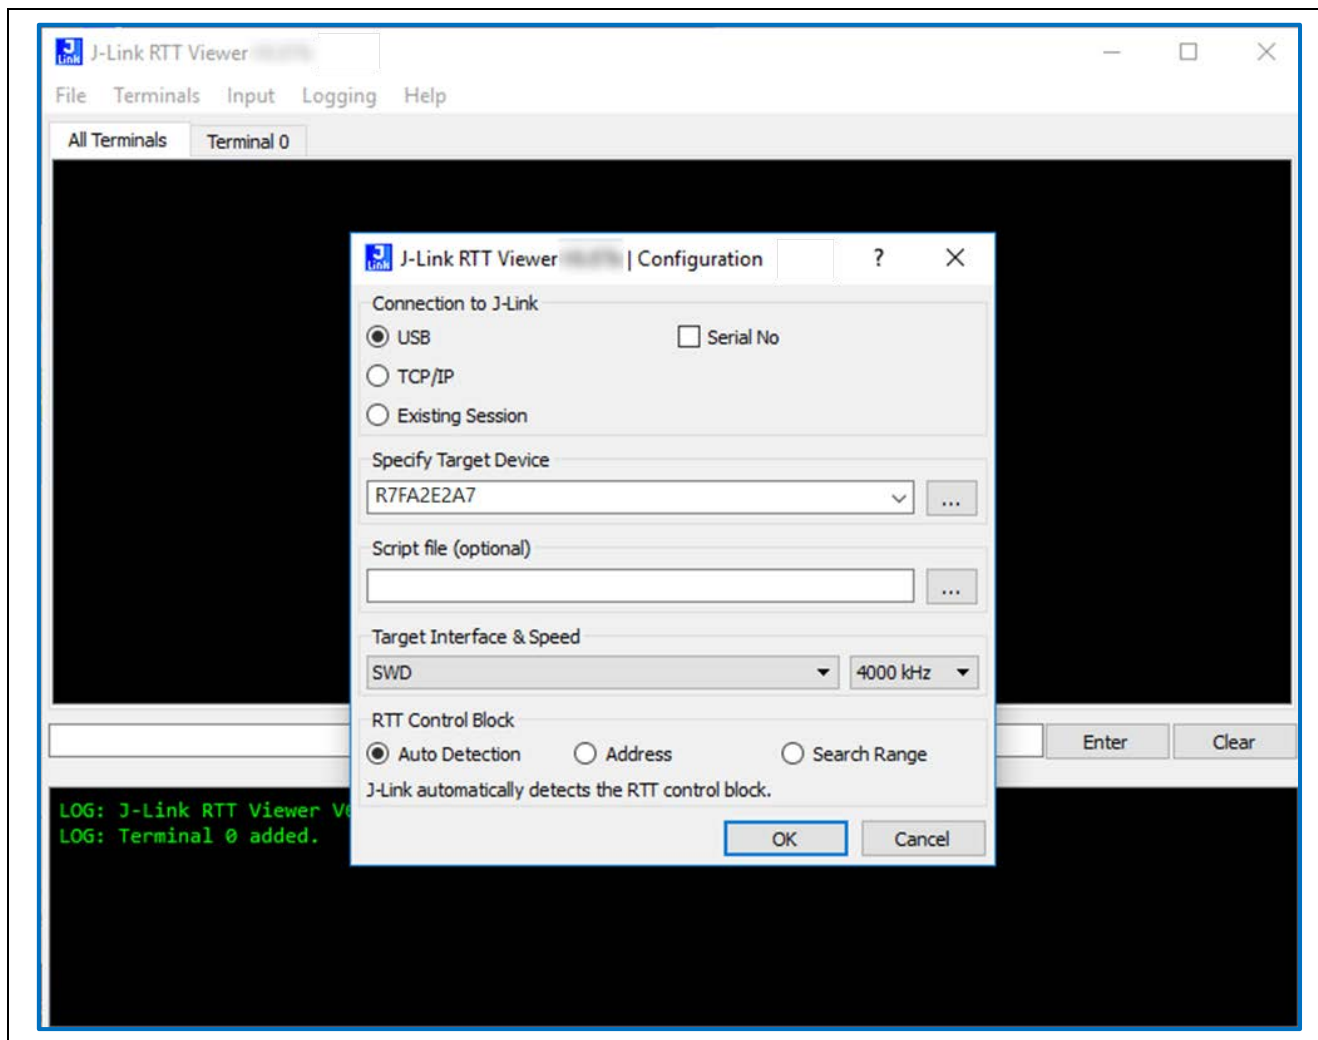 J-Link RTT Viewer
File Terminals Input Logging Help
All Terminals Terminal 0
J-Link RTT Viewer | Configuration ?
Connection to J-Link
USB Serial No
TCP/IP
Existing Session
Specify Target Device
R7FA2E2A7 ...
Script file (optional)
...
Target Interface & Speed
SWD 4000 kHz
RTT Control Block
Auto Detection Address Search Range
J-Link automatically detects the RTT control block.
OK Cancel
Enter Clear
LOG: J-Link RTT Viewer
LOG: Terminal 0 added.